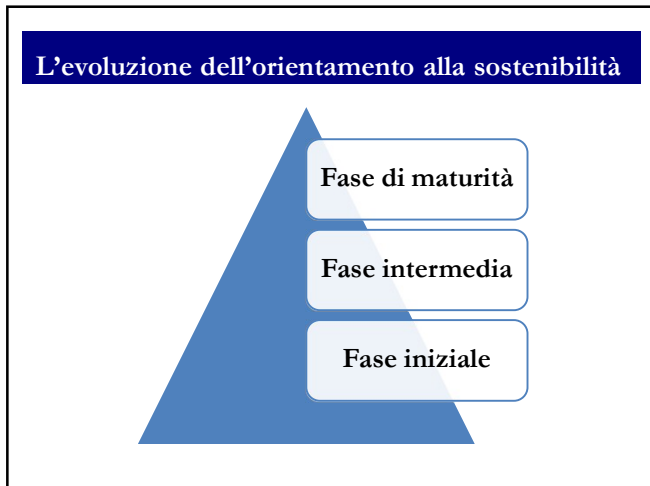 L’evoluzione dell’orientamento alla sostenibilità
Fase di maturità
Fase intermedia
Fase iniziale